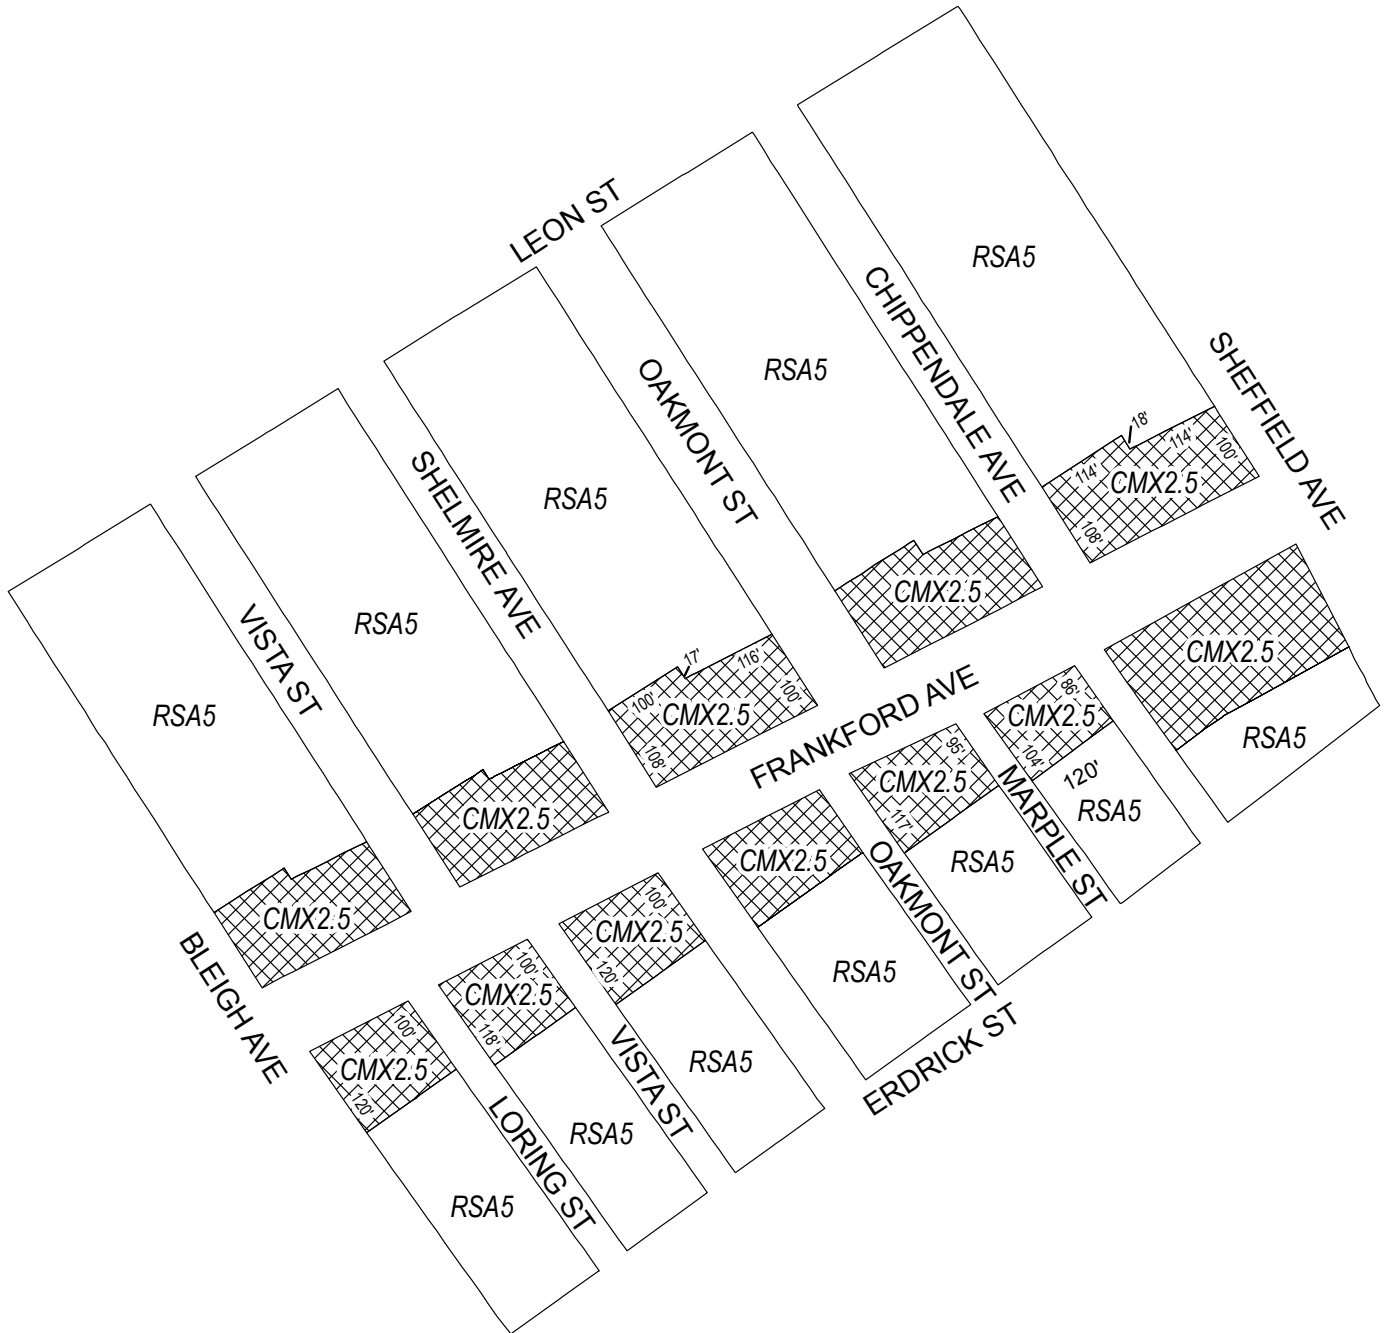 LEON ST
RSA5
CHIPPENDALE AVE
SHEFFIELD AVE
RSA5
OAKMONT ST
18'
114'
114'
100'
CMX2.5
108'
SHELMIRE AVE
RSA5
CMX2.5
VISTA ST
RSA5
17'
116'
100'
100'
CMX2.5
108'
CMX2.5
RSA5
FRANKFORD AVE
86'
CMX2.5
104'
RSA5
CMX2.5
95'
CMX2.5
117'
MARPLE ST
120'
RSA5
CMX2.5
OAKMONT ST
RSA5
CMX2.5
100'
CMX2.5
120'
BLEIGH AVE
100'
CMX2.5
118'
RSA5
ERDRICK ST
100'
CMX2.5
120'
VISTA ST
RSA5
LORING ST
RSA5
RSA5